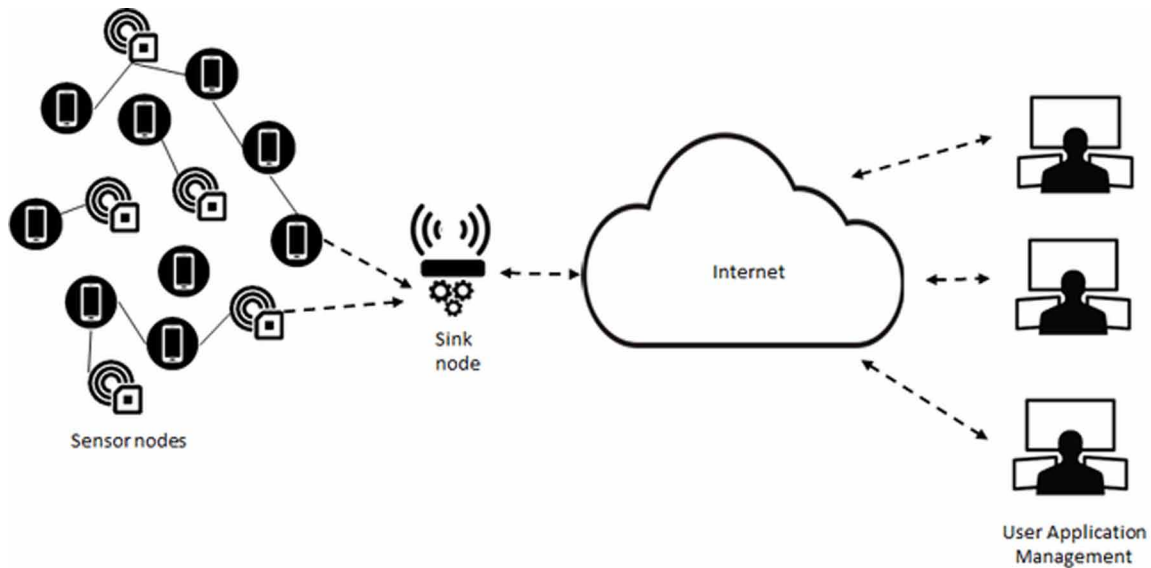 Internet
Sink
node
Sensor nodes
User Application
Management